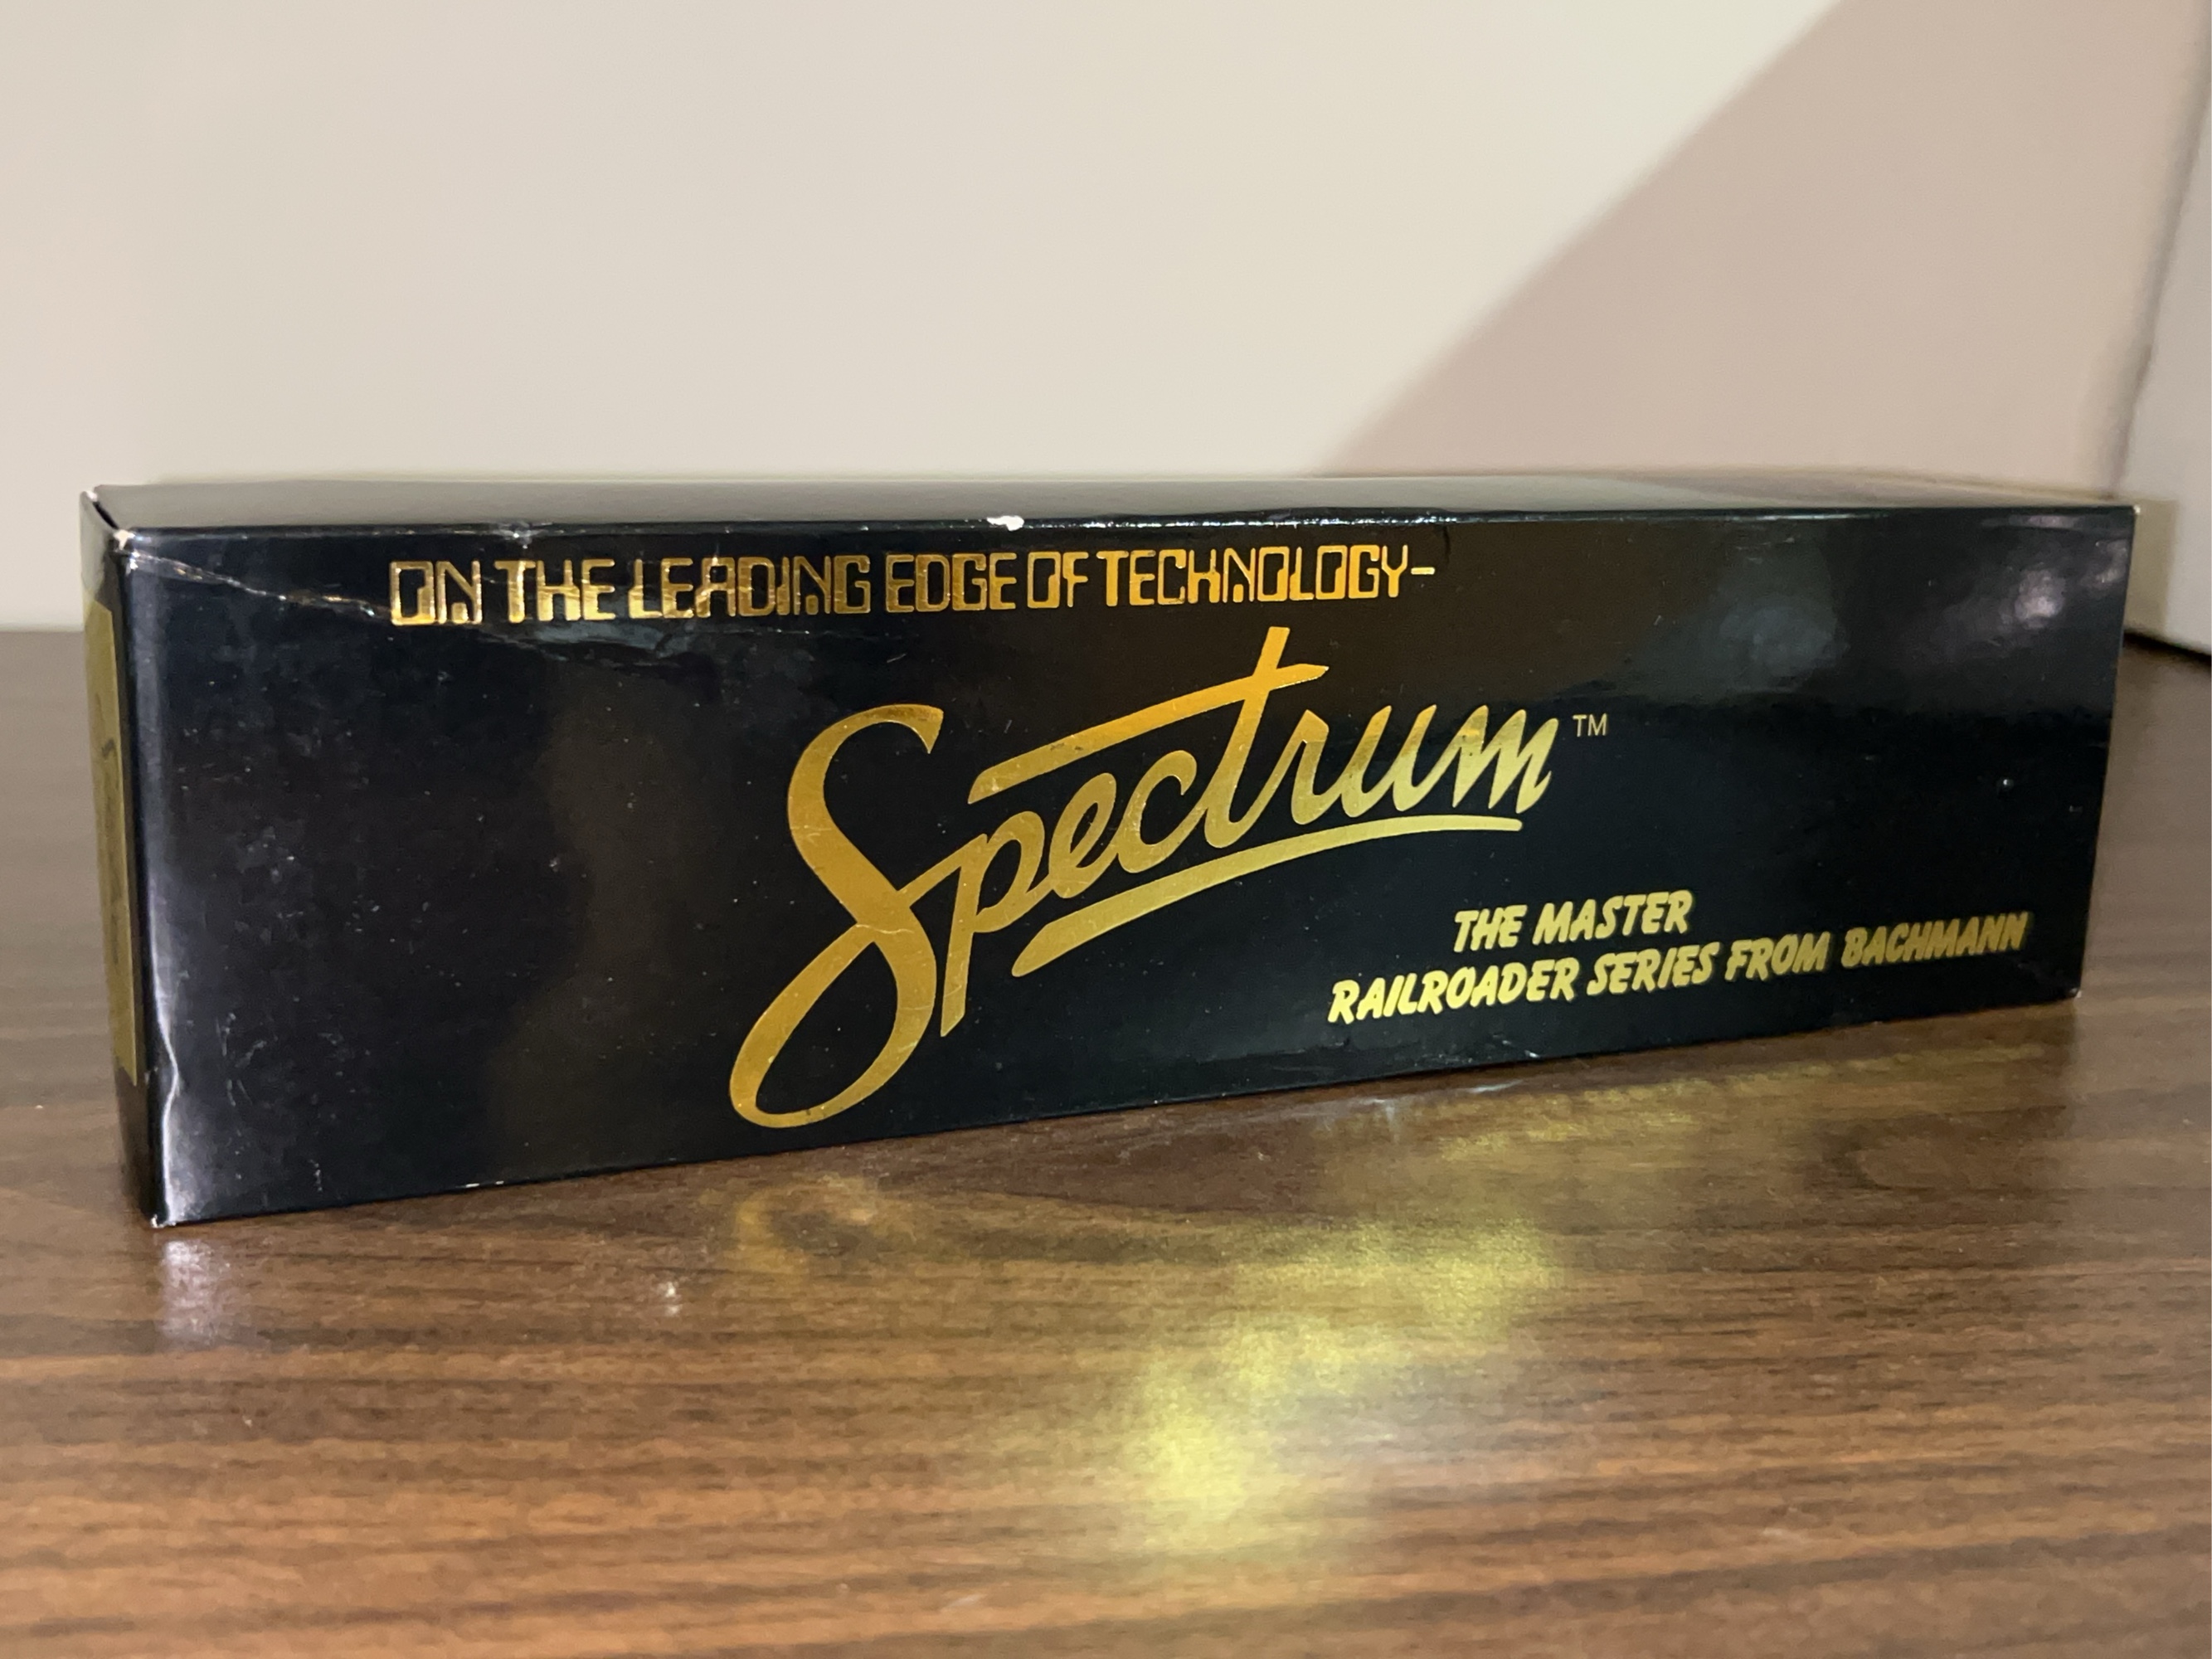 ON THE LEADING EDGE OF TECHNOLOGY-
Spectrum™
THE MASTER
RAILROADER SERIES FROM BACHMANN